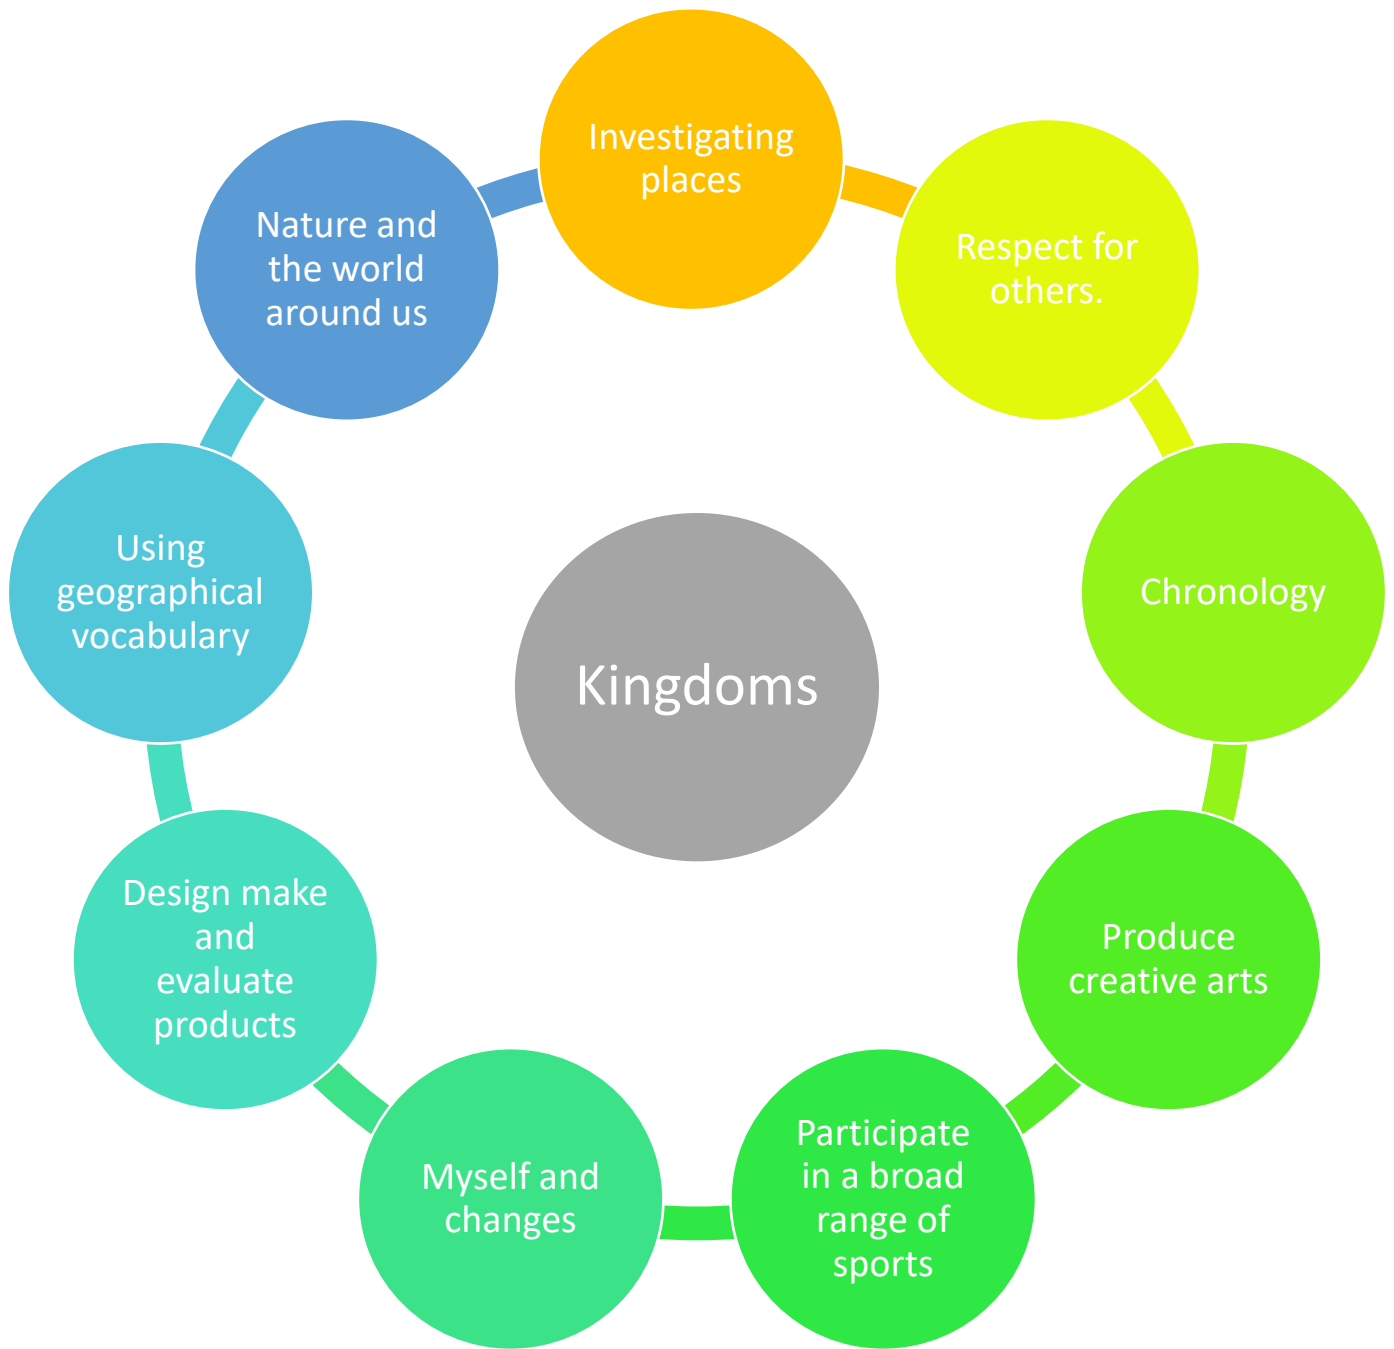 Investigating
places
Respect for
others.
Chronology
Produce
creative arts
Participate
in a broad
range of
sports
Myself and
changes
Design make
and
evaluate
products
Using
geographical
vocabulary
Nature and
the world
around us
Kingdoms